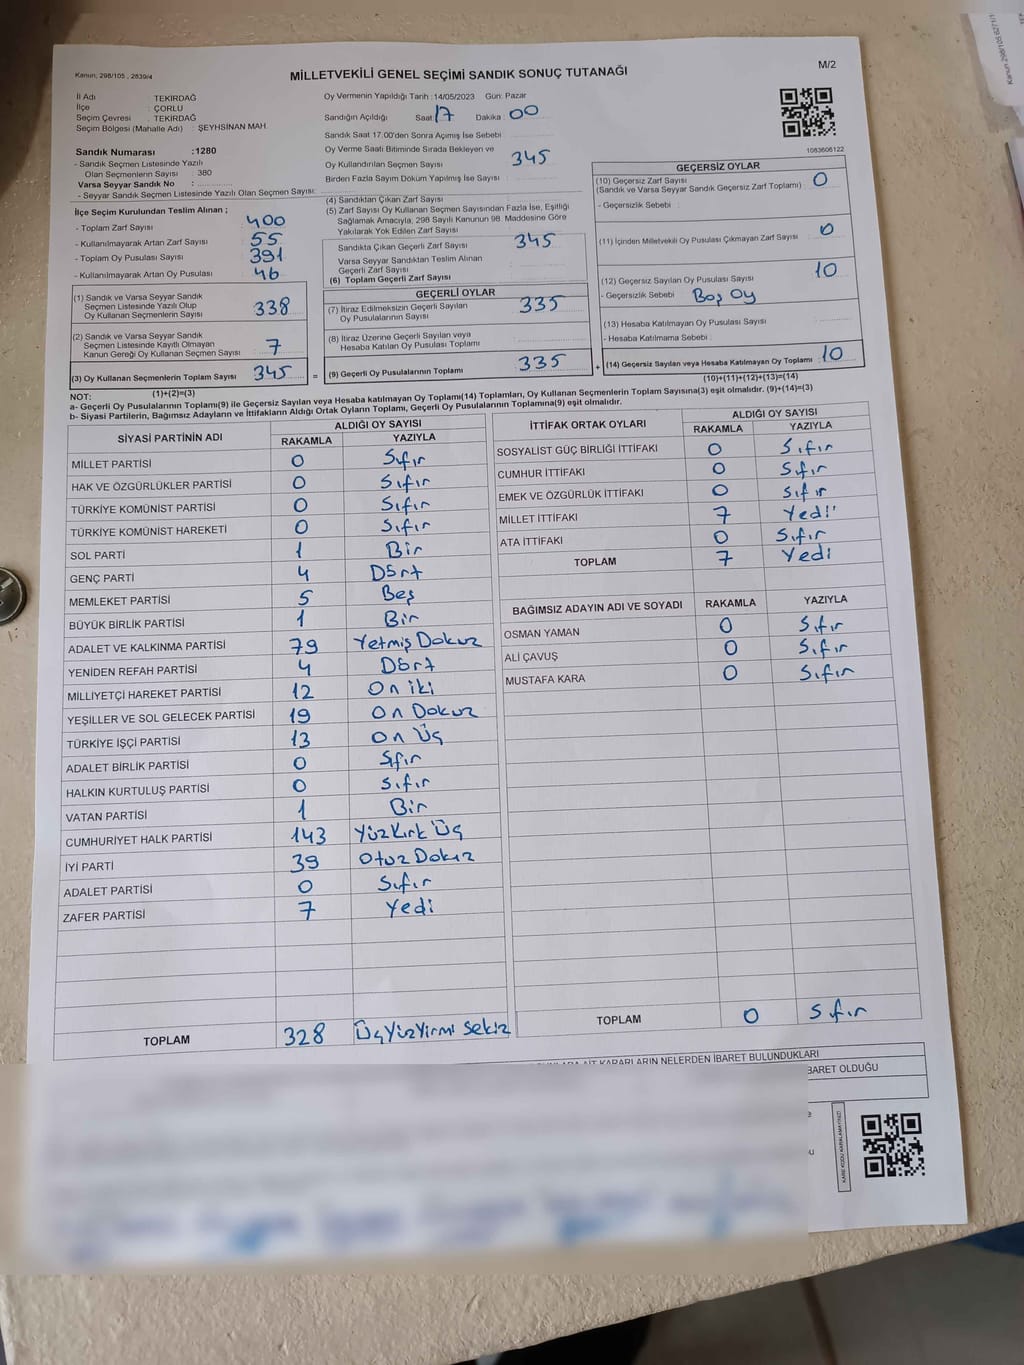 Kanun; 298/105 , 2839/4
MİLLETVEKİLİ GENEL SEÇİMİ SANDIK SONUÇ TUTANAĞI
M/2
İl Adı : TEKİRDAĞ
İlçe : ÇORLU
Seçim Çevresi : TEKİRDAĞ
Seçim Bölgesi (Mahalle Adı) : ŞEYHSİNAN MAH.
Sandık Numarası :1280
- Sandık Seçmen Listesinde Yazılı
Olan Seçmenlerin Sayısı : 380
Varsa Seyyar Sandık No :
- Seyyar Sandık Seçmen Listesinde Yazılı Olan Seçmen Sayısı:
Oy Vermenin Yapıldığı Tarih : 14/05/2023 Gün: Pazar
Sandığın Açıldığı Saat 17 Dakika 00
Sandık Saat 17.00'den Sonra Açımış İse Sebebi
Oy Verme Saati Bitiminde Sırada Bekleyen ve
Oy Kullandırılan Seçmen Sayısı 345
Birden Fazla Sayım Döküm Yapılmış İse Sayısı :
1083606122
İlçe Seçim Kurulundan Teslim Alınan ;
- Toplam Zarf Sayısı 400
- Kullanılmayarak Artan Zarf Sayısı 55
- Toplam Oy Pusulası Sayısı 391
- Kullanılmayarak Artan Oy Pusulası 46
(1) Sandık ve Varsa Seyyar Sandık
Seçmen Listesinde Yazılı Olup
Oy Kullanan Seçmenlerin Sayısı 338
(2) Sandık ve Varsa Seyyar Sandık
Seçmen Listesinde Kayıtlı Olmayan
Kanun Gereği Oy Kullanan Seçmen Sayısı 7
(3) Oy Kullanan Seçmenlerin Toplam Sayısı 345 =
(1)+(2)=(3)
(4) Sandıktan Çıkan Zarf Sayısı
(5) Zarf Sayısı Oy Kullanan Seçmen Sayısından Fazla İse, Eşitliği
Sağlamak Amacıyla, 298 Sayılı Kanunun 98. Maddesine Göre
Yakılarak Yok Edilen Zarf Sayısı
Sandıkta Çıkan Geçerli Zarf Sayısı 345
Varsa Seyyar Sandıktan Teslim Alınan
Geçerli Zarf Sayısı
(6) Toplam Geçerli Zarf Sayısı
GEÇERLİ OYLAR
(7) İtiraz Edilmeksizin Geçerli Sayılan
Oy Pusulalarının Sayısı 335
(8) İtiraz Üzerine Geçerli Sayılan veya
Hesaba Katılan Oy Pusulası Toplamı
(9) Geçerli Oy Pusulalarının Toplamı 335 +
GEÇERSİZ OYLAR
(10) Geçersiz Zarf Sayısı 0
(Sandık ve Varsa Seyyar Sandık Geçersiz Zarf Toplamı)
- Geçersizlik Sebebi :
(11) İçinden Milletvekili Oy Pusulası Çıkmayan Zarf Sayısı 0
(12) Geçersiz Sayılan Oy Pusulası Sayısı 10
- Geçersizlik Sebebi Boş Oy
(13) Hesaba Katılmayan Oy Pusulası Sayısı
- Hesaba Katılmama Sebebi :
(14) Geçersiz Sayılan veya Hesaba Katılmayan Oy Toplamı 10
(10)+(11)+(12)+(13)=(14)
NOT:
a- Geçerli Oy Pusulalarının Toplamı(9) ile Geçersiz Sayılan veya Hesaba katılmayan Oy Toplamı(14) Toplamları, Oy Kullanan Seçmenlerin Toplam Sayısına(3) eşit olmalıdır. (9)+(14)=(3)
b- Siyasi Partilerin, Bağımsız Adayların ve İttifakların Aldığı Ortak Oyların Toplamı, Geçerli Oy Pusulalarının Toplamına(9) eşit olmalıdır.
SİYASİ PARTİNİN ADI ALDIĞI OY SAYISI
RAKAMLA YAZIYLA
MİLLET PARTİSİ 0 Sıfır
HAK VE ÖZGÜRLÜKLER PARTİSİ 0 Sıfır
TÜRKİYE KOMÜNİST PARTİSİ 0 Sıfır
TÜRKİYE KOMÜNİST HAREKETİ 0 Sıfır
SOL PARTİ 1 Bir
GENÇ PARTİ 4 Dört
MEMLEKET PARTİSİ 5 Beş
BÜYÜK BİRLİK PARTİSİ 1 Bir
ADALET VE KALKINMA PARTİSİ 79 Yetmiş Dokuz
YENİDEN REFAH PARTİSİ 4 Dört
MİLLİYETÇİ HAREKET PARTİSİ 12 On iki
YEŞİLLER VE SOL GELECEK PARTİSİ 19 On Dokuz
TÜRKİYE İŞÇİ PARTİSİ 13 On Üç
ADALET BİRLİK PARTİSİ 0 Sıfır
HALKIN KURTULUŞ PARTİSİ 0 Sıfır
VATAN PARTİSİ 1 Bir
CUMHURİYET HALK PARTİSİ 143 Yüz Kırk Üç
İYİ PARTİ 39 Otuz Dokuz
ADALET PARTİSİ 0 Sıfır
ZAFER PARTİSİ 7 Yedi
TOPLAM 328 Üç Yüz Yirmi Sekiz
İTTİFAK ORTAK OYLARI ALDIĞI OY SAYISI
RAKAMLA YAZIYLA
SOSYALİST GÜÇ BİRLİĞİ İTTİFAKI 0 Sıfır
CUMHUR İTTİFAKI 0 Sıfır
EMEK VE ÖZGÜRLÜK İTTİFAKI 0 Sıfır
MİLLET İTTİFAKI 7 Yedi
ATA İTTİFAKI 0 Sıfır
TOPLAM 7 Yedi
BAĞIMSIZ ADAYIN ADI VE SOYADI RAKAMLA YAZIYLA
OSMAN YAMAN 0 Sıfır
ALİ ÇAVUŞ 0 Sıfır
MUSTAFA KARA 0 Sıfır
TOPLAM 0 Sıfır
KARARLARIN NELERDEN İBARET BULUNDUKLARI
BARET OLDUĞU